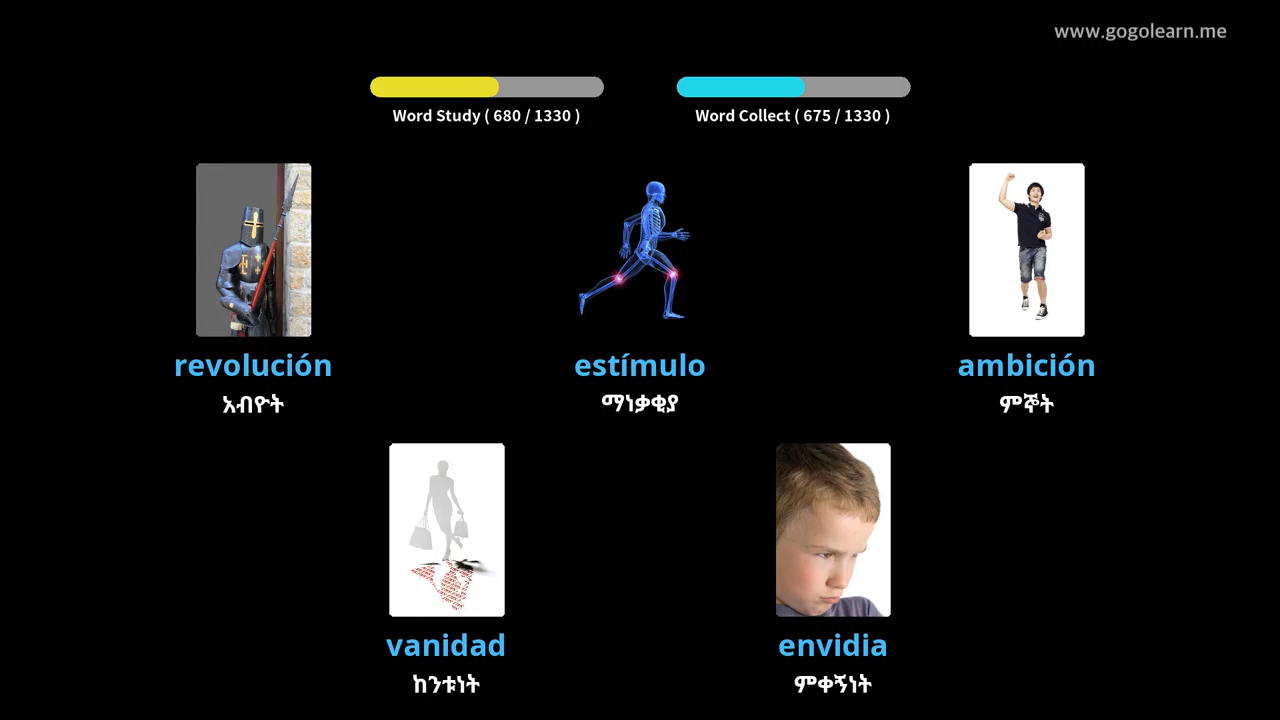 www.gogolearn.me
Word Study ( 680 / 1330 )
Word Collect ( 675 / 1330 )
revolución
አብዮት
estímulo
ማነቃቂያ
ambición
ምኞት
vanidad
ከንቱነት
envidia
ምቀኝነት